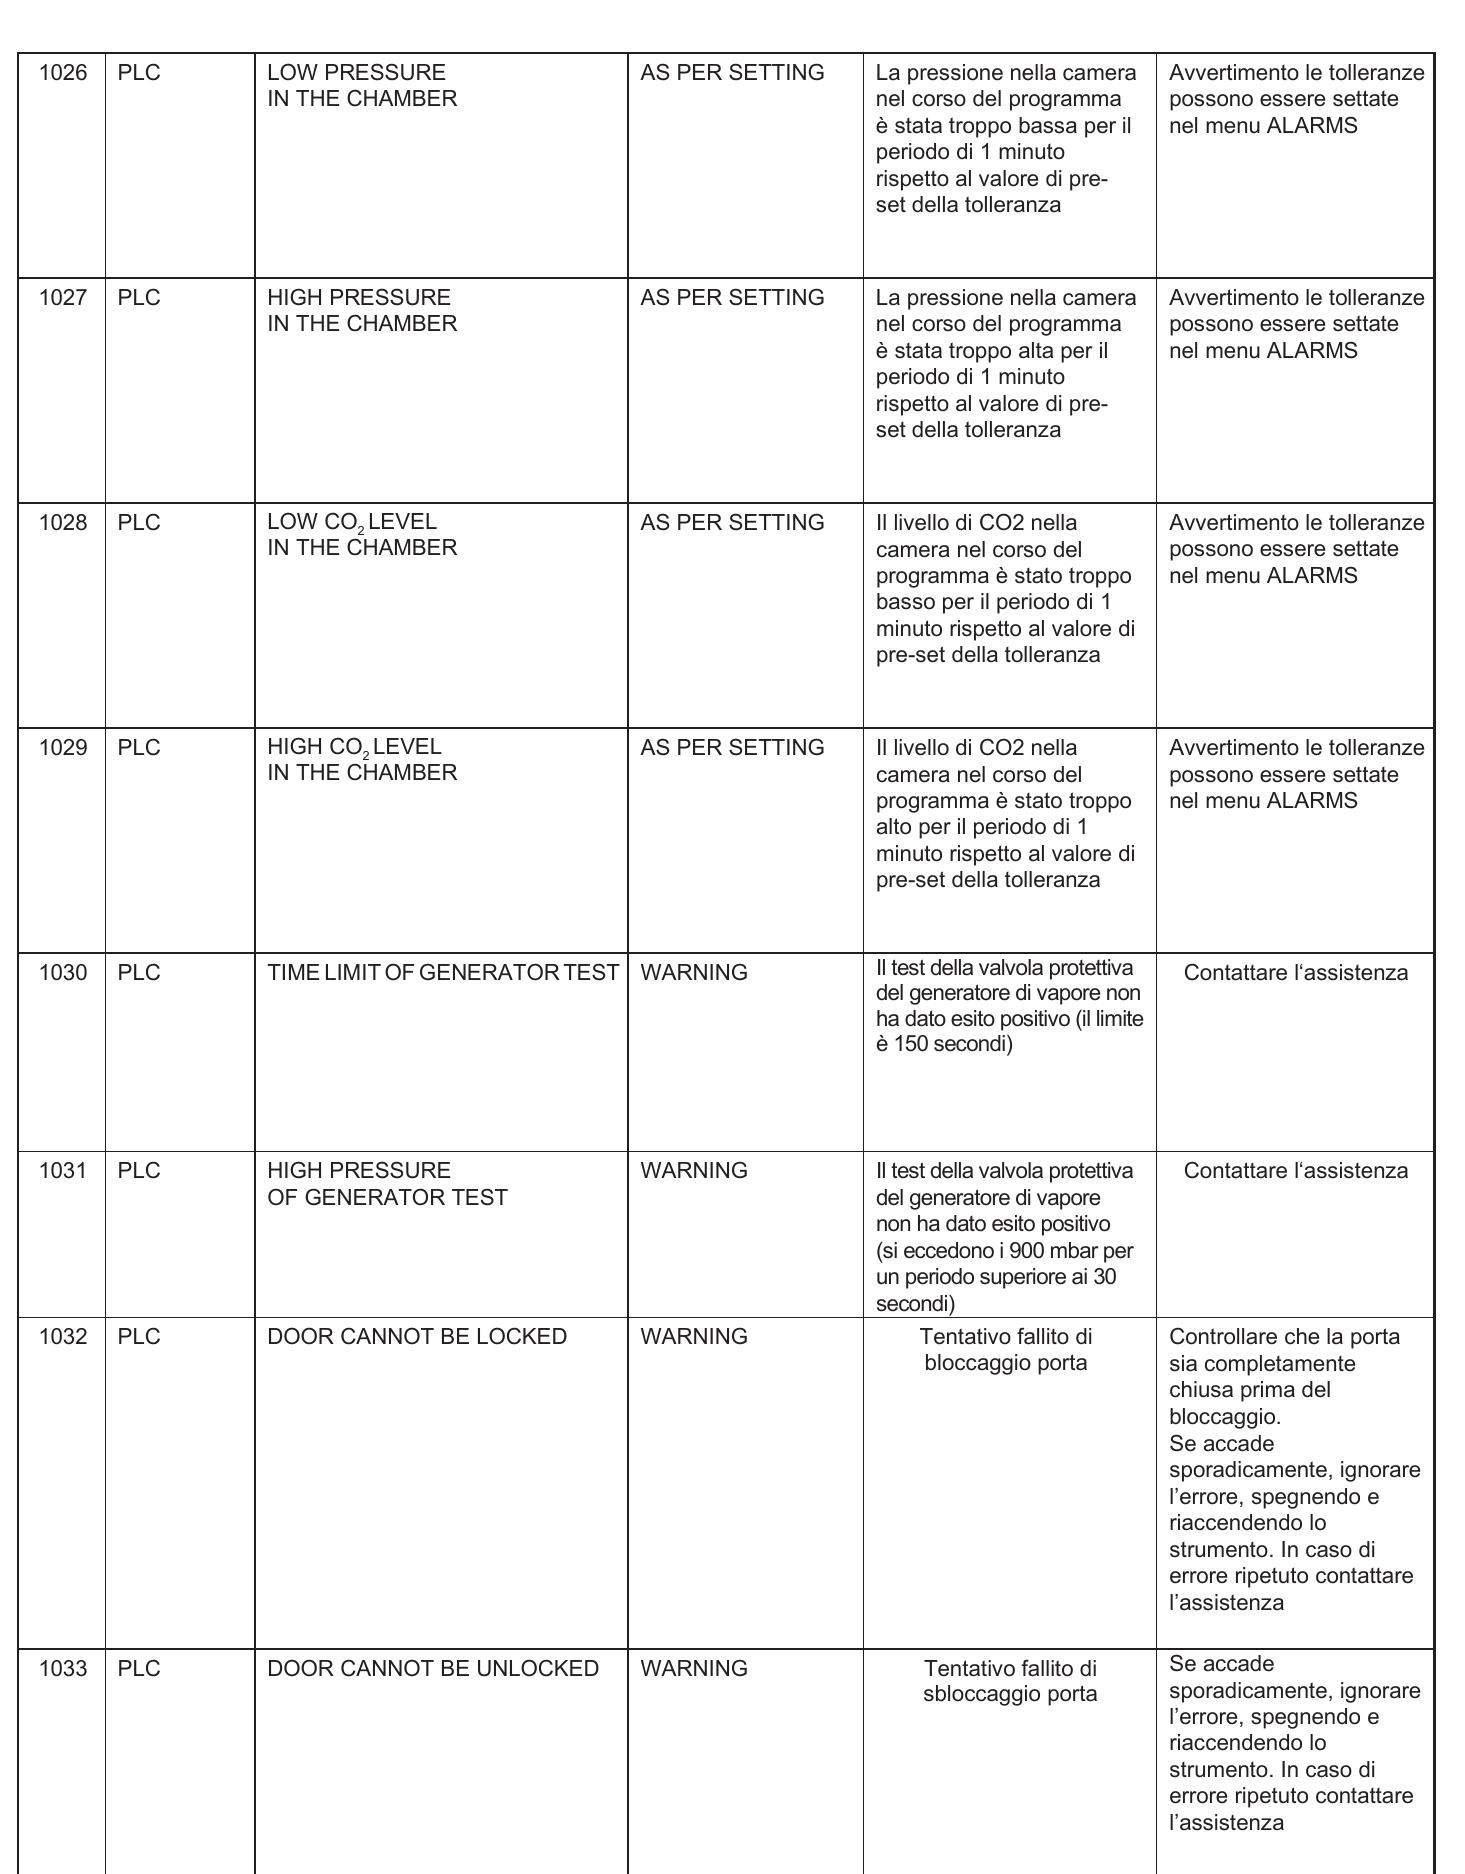 1026
PLC
LOW PRESSURE
IN THE CHAMBER
AS PER SETTING
La pressione nella camera
nel corso del programma
è stata troppo bassa per il
periodo di 1 minuto
rispetto al valore di pre-
set della tolleranza
Avvertimento le tolleranze
possono essere settate
nel menu ALARMS
1027
PLC
HIGH PRESSURE
IN THE CHAMBER
AS PER SETTING
La pressione nella camera
nel corso del programma
è stata troppo alta per il
periodo di 1 minuto
rispetto al valore di pre-
set della tolleranza
Avvertimento le tolleranze
possono essere settate
nel menu ALARMS
1028
PLC
LOW CO₂ LEVEL
IN THE CHAMBER
AS PER SETTING
Il livello di CO2 nella
camera nel corso del
programma è stato troppo
basso per il periodo di 1
minuto rispetto al valore di
pre-set della tolleranza
Avvertimento le tolleranze
possono essere settate
nel menu ALARMS
1029
PLC
HIGH CO₂ LEVEL
IN THE CHAMBER
AS PER SETTING
Il livello di CO2 nella
camera nel corso del
programma è stato troppo
alto per il periodo di 1
minuto rispetto al valore di
pre-set della tolleranza
Avvertimento le tolleranze
possono essere settate
nel menu ALARMS
1030
PLC
TIME LIMIT OF GENERATOR TEST
WARNING
Il test della valvola protettiva
del generatore di vapore non
ha dato esito positivo (il limite
è 150 secondi)
Contattare l‘assistenza
1031
PLC
HIGH PRESSURE
OF GENERATOR TEST
WARNING
Il test della valvola protettiva
del generatore di vapore
non ha dato esito positivo
(si eccedono i 900 mbar per
un periodo superiore ai 30
secondi)
Contattare l‘assistenza
1032
PLC
DOOR CANNOT BE LOCKED
WARNING
Tentativo fallito di
bloccaggio porta
Controllare che la porta
sia completamente
chiusa prima del
bloccaggio.
Se accade
sporadicamente, ignorare
l’errore, spegnendo e
riaccendendo lo
strumento. In caso di
errore ripetuto contattare
l’assistenza
1033
PLC
DOOR CANNOT BE UNLOCKED
WARNING
Tentativo fallito di
sbloccaggio porta
Se accade
sporadicamente, ignorare
l’errore, spegnendo e
riaccendendo lo
strumento. In caso di
errore ripetuto contattare
l’assistenza